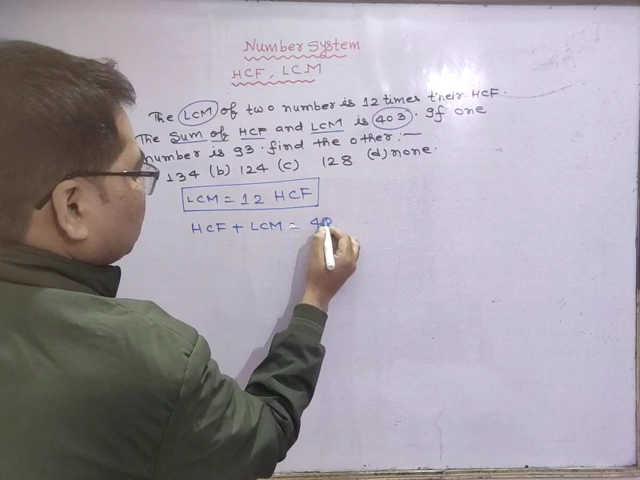 Number System
HCF, LCM
The LCM of two number is 12 times their HCF.
The sum of HCF and LCM is 403. If one
number is 93. find the other :—
134 (b) 124 (c) 128 (d) none.
LCM = 12 HCF
HCF + LCM = 40